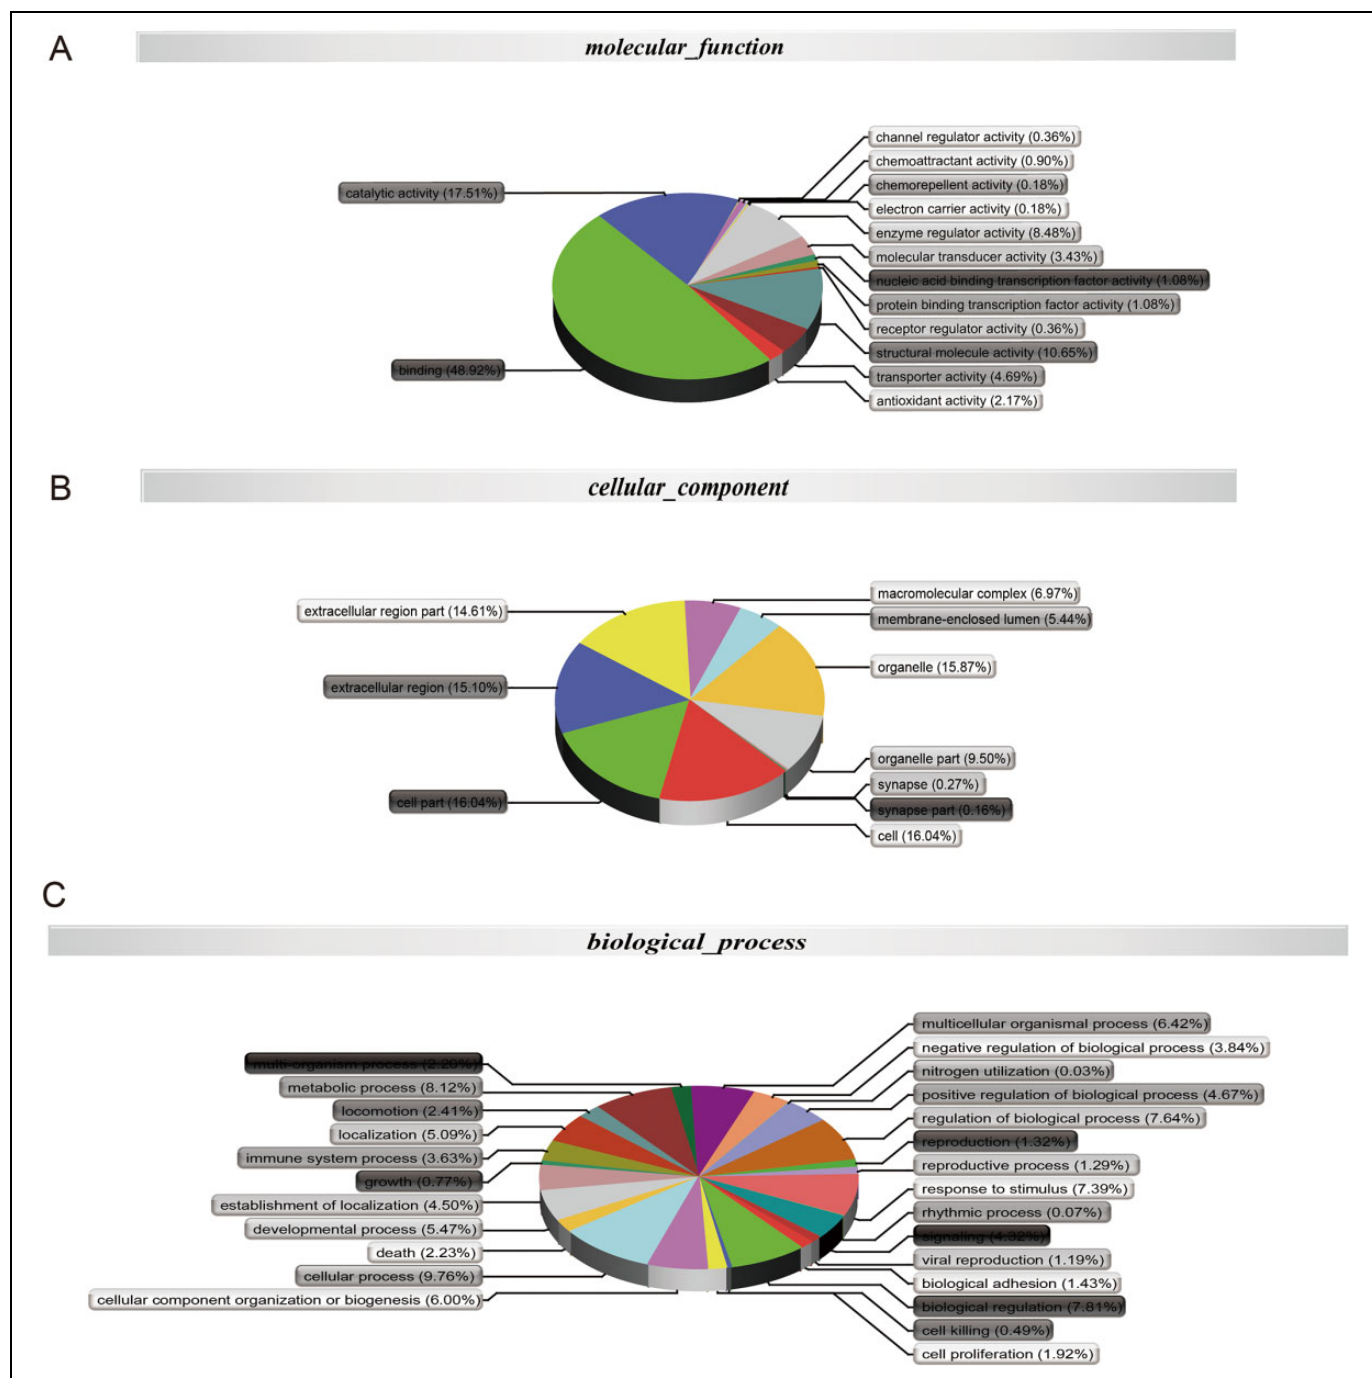 A
molecular_function
channel regulator activity (0.36%)
chemoattractant activity (0.90%)
catalytic activity (17.51%)
chemorepellent activity (0.18%)
electron carrier activity (0.18%)
enzyme regulator activity (8.48%)
molecular transducer activity (3.43%)
nucleic acid binding transcription factor activity (1.08%)
protein binding transcription factor activity (1.08%)
receptor regulator activity (0.36%)
structural molecule activity (10.65%)
binding (48.92%)
transporter activity (4.69%)
antioxidant activity (2.17%)
B
cellular_component
macromolecular complex (6.97%)
extracellular region part (14.61%)
membrane-enclosed lumen (5.44%)
organelle (15.87%)
extracellular region (15.10%)
organelle part (9.50%)
synapse (0.27%)
cell part (16.04%)
synapse part (0.16%)
cell (16.04%)
C
biological_process
multicellular organismal process (6.42%)
negative regulation of biological process (3.84%)
multi-organism process (2.20%)
nitrogen utilization (0.03%)
metabolic process (8.12%)
positive regulation of biological process (4.67%)
locomotion (2.41%)
regulation of biological process (7.64%)
localization (5.09%)
reproduction (1.32%)
immune system process (3.63%)
reproductive process (1.29%)
growth (0.77%)
response to stimulus (7.39%)
establishment of localization (4.50%)
rhythmic process (0.07%)
developmental process (5.47%)
signaling (4.32%)
death (2.23%)
viral reproduction (1.19%)
cellular process (9.76%)
biological adhesion (1.43%)
cellular component organization or biogenesis (6.00%)
biological regulation (7.81%)
cell killing (0.49%)
cell proliferation (1.92%)